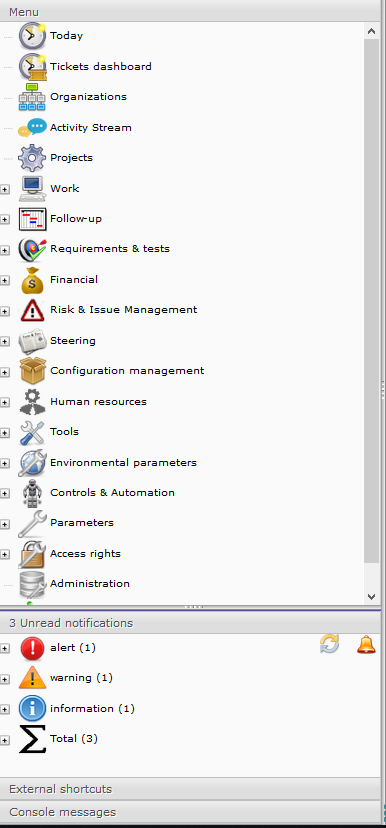 Menu
Today
Tickets dashboard
Organizations
Activity Stream
Projects
Work
Follow-up
Requirements & tests
Financial
Risk & Issue Management
Steering
Configuration management
Human resources
Tools
Environmental parameters
Controls & Automation
Parameters
Access rights
Administration
3 Unread notifications
alert (1)
warning (1)
information (1)
Total (3)
External shortcuts
Console messages